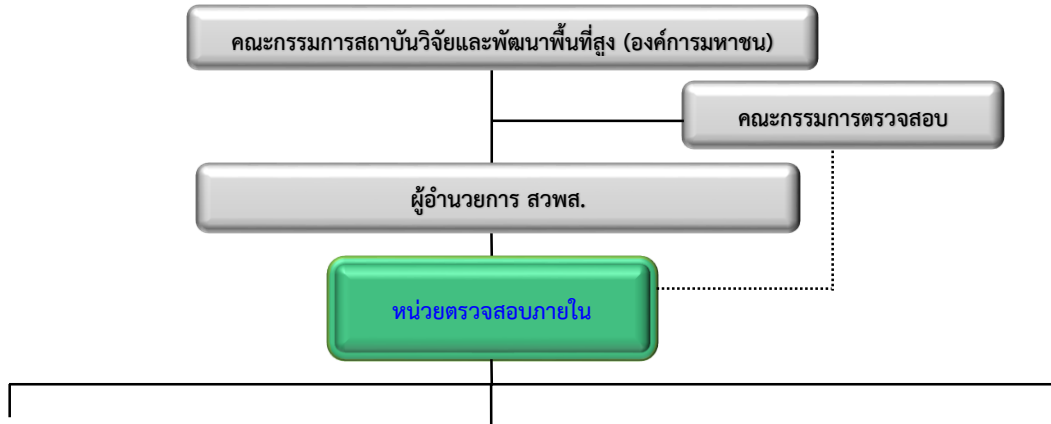 คณะกรรมการสถาบันวิจัยและพัฒนาพื้นที่สูง (องค์การมหาชน)
คณะกรรมการตรวจสอบ
ผู้อำนวยการ สวพส.
หน่วยตรวจสอบภายใน